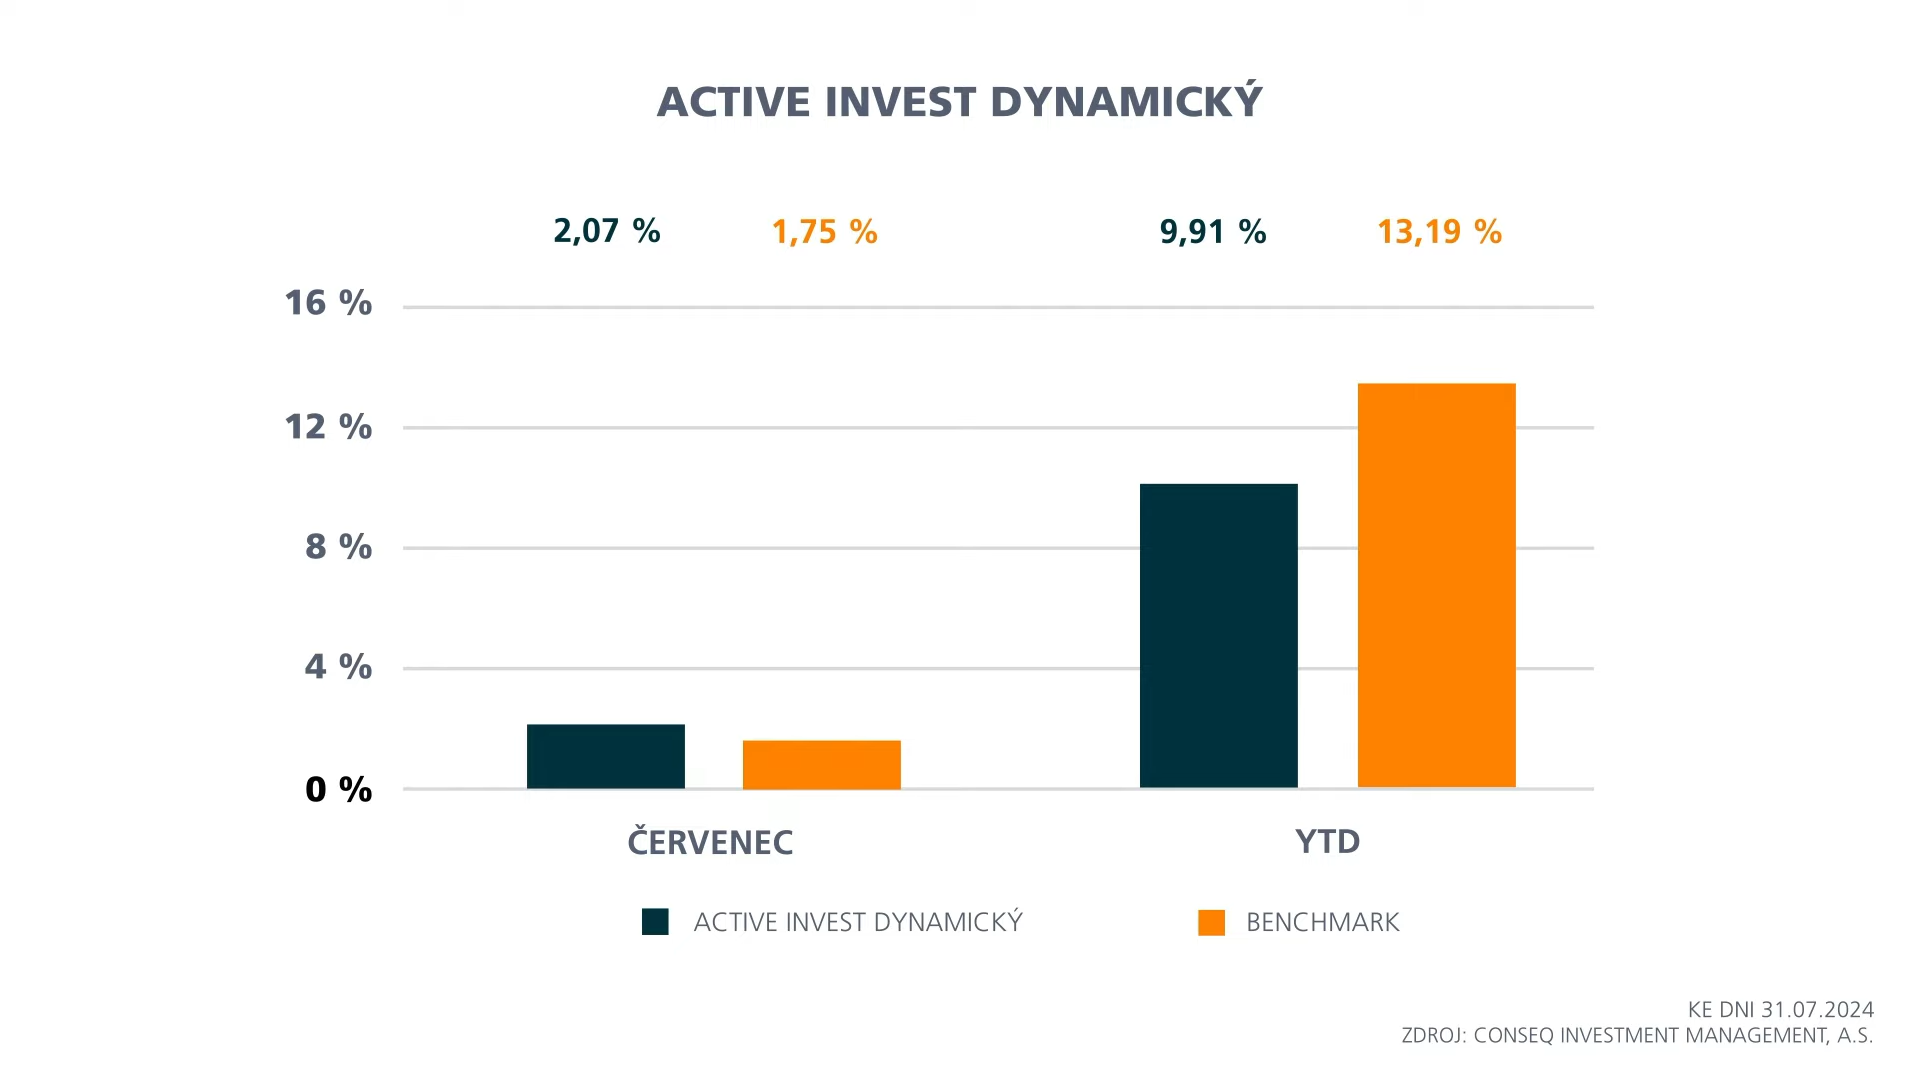 ACTIVE INVEST DYNAMICKÝ
2,07 % 1,75 % 9,91 % 13,19 %
16 %
12 %
8 %
4 %
0 %
ČERVENEC YTD
ACTIVE INVEST DYNAMICKÝ BENCHMARK
KE DNI 31.07.2024
ZDROJ: CONSEQ INVESTMENT MANAGEMENT, A.S.